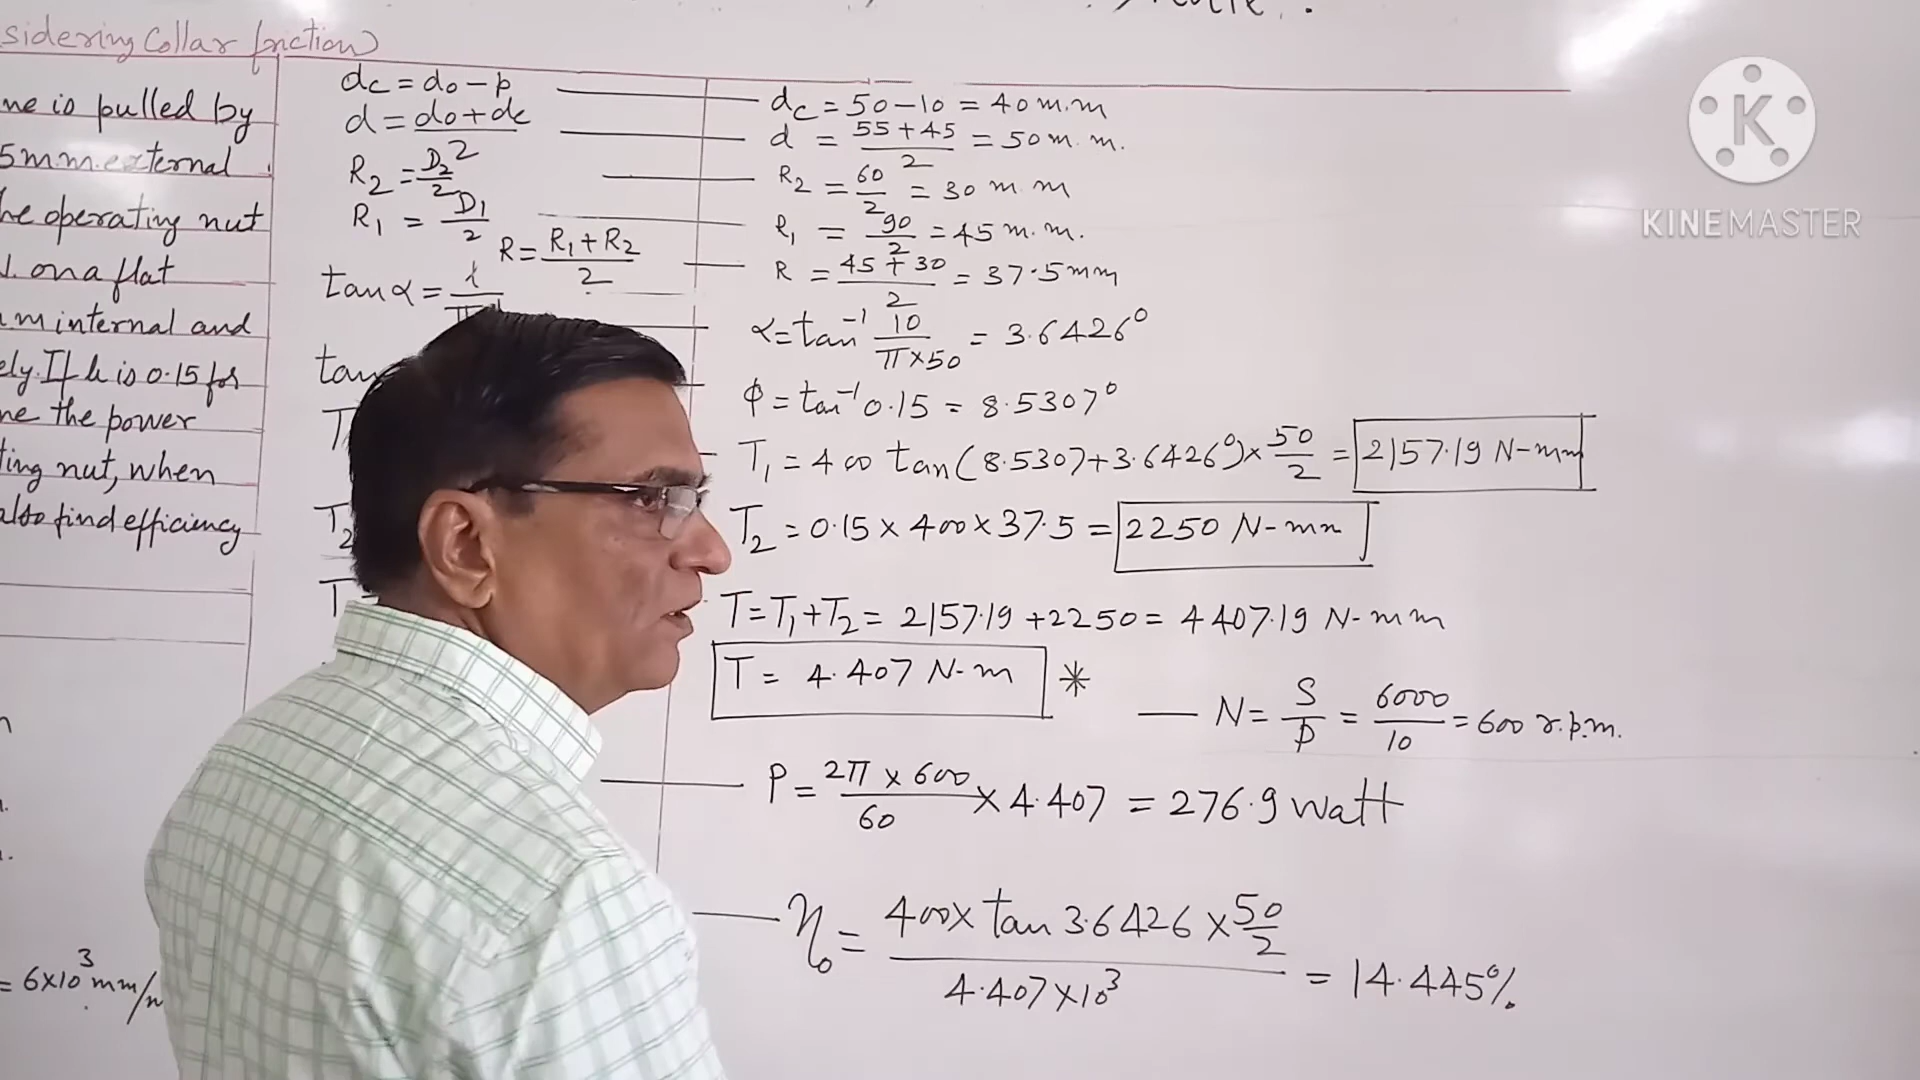 sidering Collar friction)
ne is pulled by
5 m.m. external
he operating nut
on a flat
m internal and
ely. If μ is 0.15 for
ne the power
ting nut, when
also find efficiency
= 6×10³ mm/
dc = do - p
d = do + dc / 2
R2 = D2 / 2
R1 = D1 / 2
R = R1 + R2 / 2
tan α =
tan
T
T2
T
dc = 50 - 10 = 40 m.m
d = 55 + 45 / 2 = 50 m.m.
R2 = 60 / 2 = 30 m.m
R1 = 90 / 2 = 45 m.m.
R = 45 + 30 / 2 = 37.5 mm
α = tan⁻¹ 10 / π×50 = 3.6426°
ϕ = tan⁻¹ 0.15 = 8.5307°
T1 = 400 tan(8.5307 + 3.6426°) × 50 / 2 = 2157.19 N-mm
T2 = 0.15 × 400 × 37.5 = 2250 N-mm
T = T1 + T2 = 2157.19 + 2250 = 4407.19 N-mm
T = 4.407 N-m *
N = S / p = 6000 / 10 = 600 r.p.m.
P = 2π × 600 / 60 × 4.407 = 276.9 watt
η₀ = 400 × tan 3.6426 × 50 / 2 / 4.407 × 10³ = 14.445%
KINEMASTER